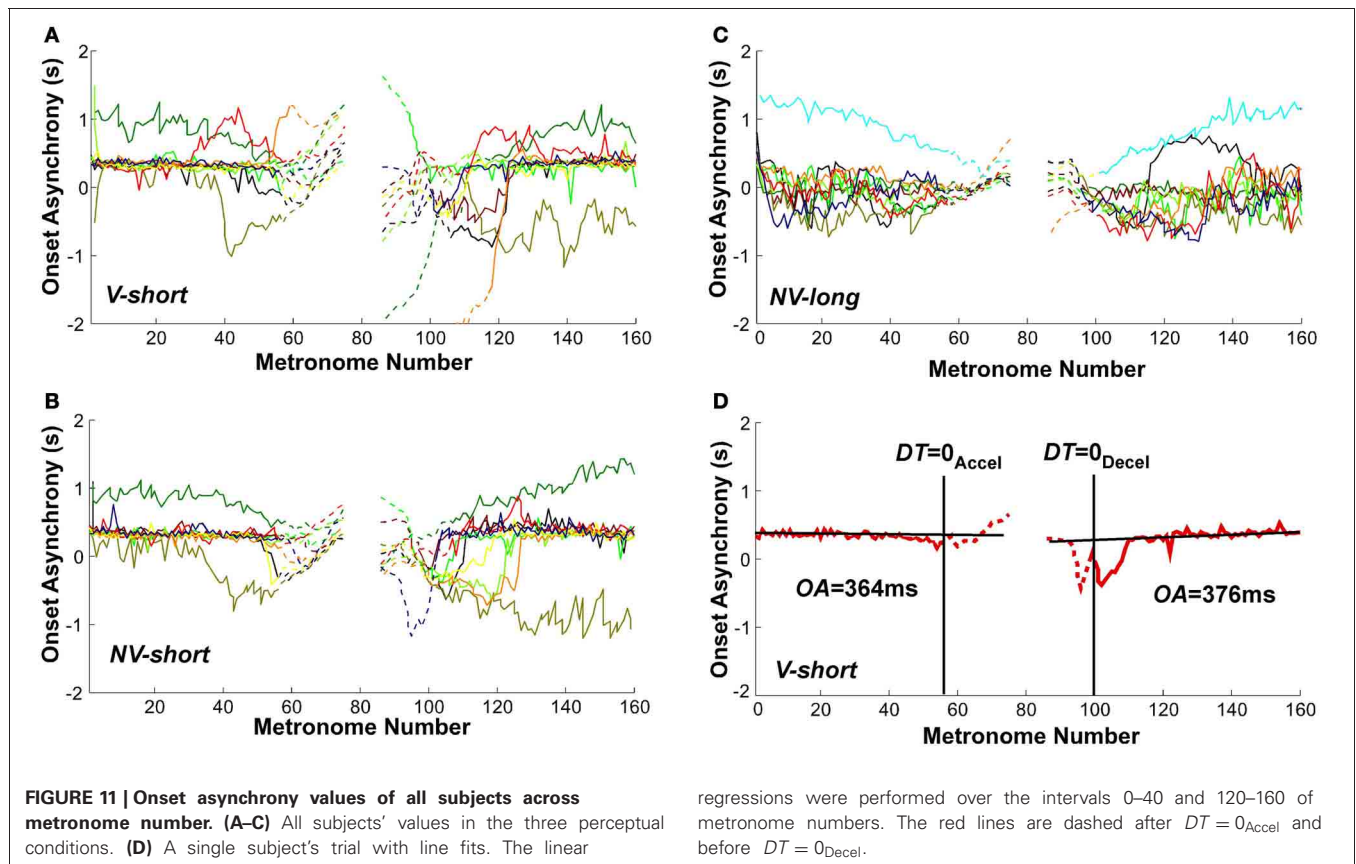 A
Onset Asynchrony (s)
2
1
0
-1
-2
V-short
20 40 60 80 100 120 140 160
Metronome Number
B
Onset Asynchrony (s)
2
1
0
-1
-2
NV-short
20 40 60 80 100 120 140 160
Metronome Number
C
Onset Asynchrony (s)
2
1
0
-1
-2
NV-long
0 20 40 60 80 100 120 140 160
Metronome Number
D
Onset Asynchrony (s)
2
1
0
-1
-2
DT=0Accel DT=0Decel
OA=364ms OA=376ms
V-short
0 20 40 60 80 100 120 140 160
Metronome Number
FIGURE 11 | Onset asynchrony values of all subjects across
metronome number. (A–C) All subjects' values in the three perceptual
conditions. (D) A single subject's trial with line fits. The linear
regressions were performed over the intervals 0–40 and 120–160 of
metronome numbers. The red lines are dashed after DT = 0Accel and
before DT = 0Decel.